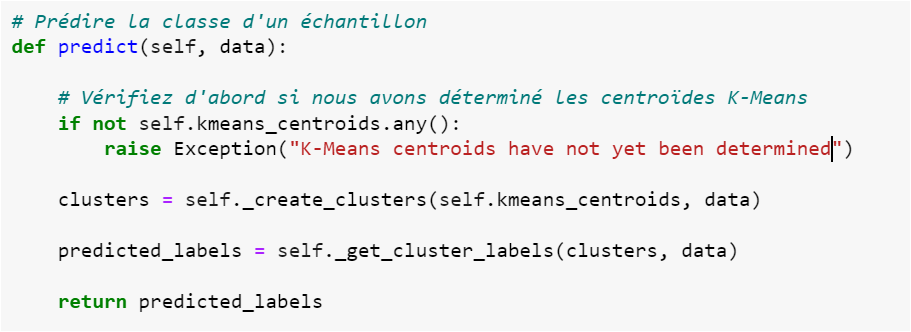 # Prédire la classe d'un échantillon
def predict(self, data):
# Vérifiez d'abord si nous avons déterminé les centroïdes K-Means
if not self.kmeans_centroids.any():
raise Exception("K-Means centroids have not yet been determined")
clusters = self._create_clusters(self.kmeans_centroids, data)
predicted_labels = self._get_cluster_labels(clusters, data)
return predicted_labels